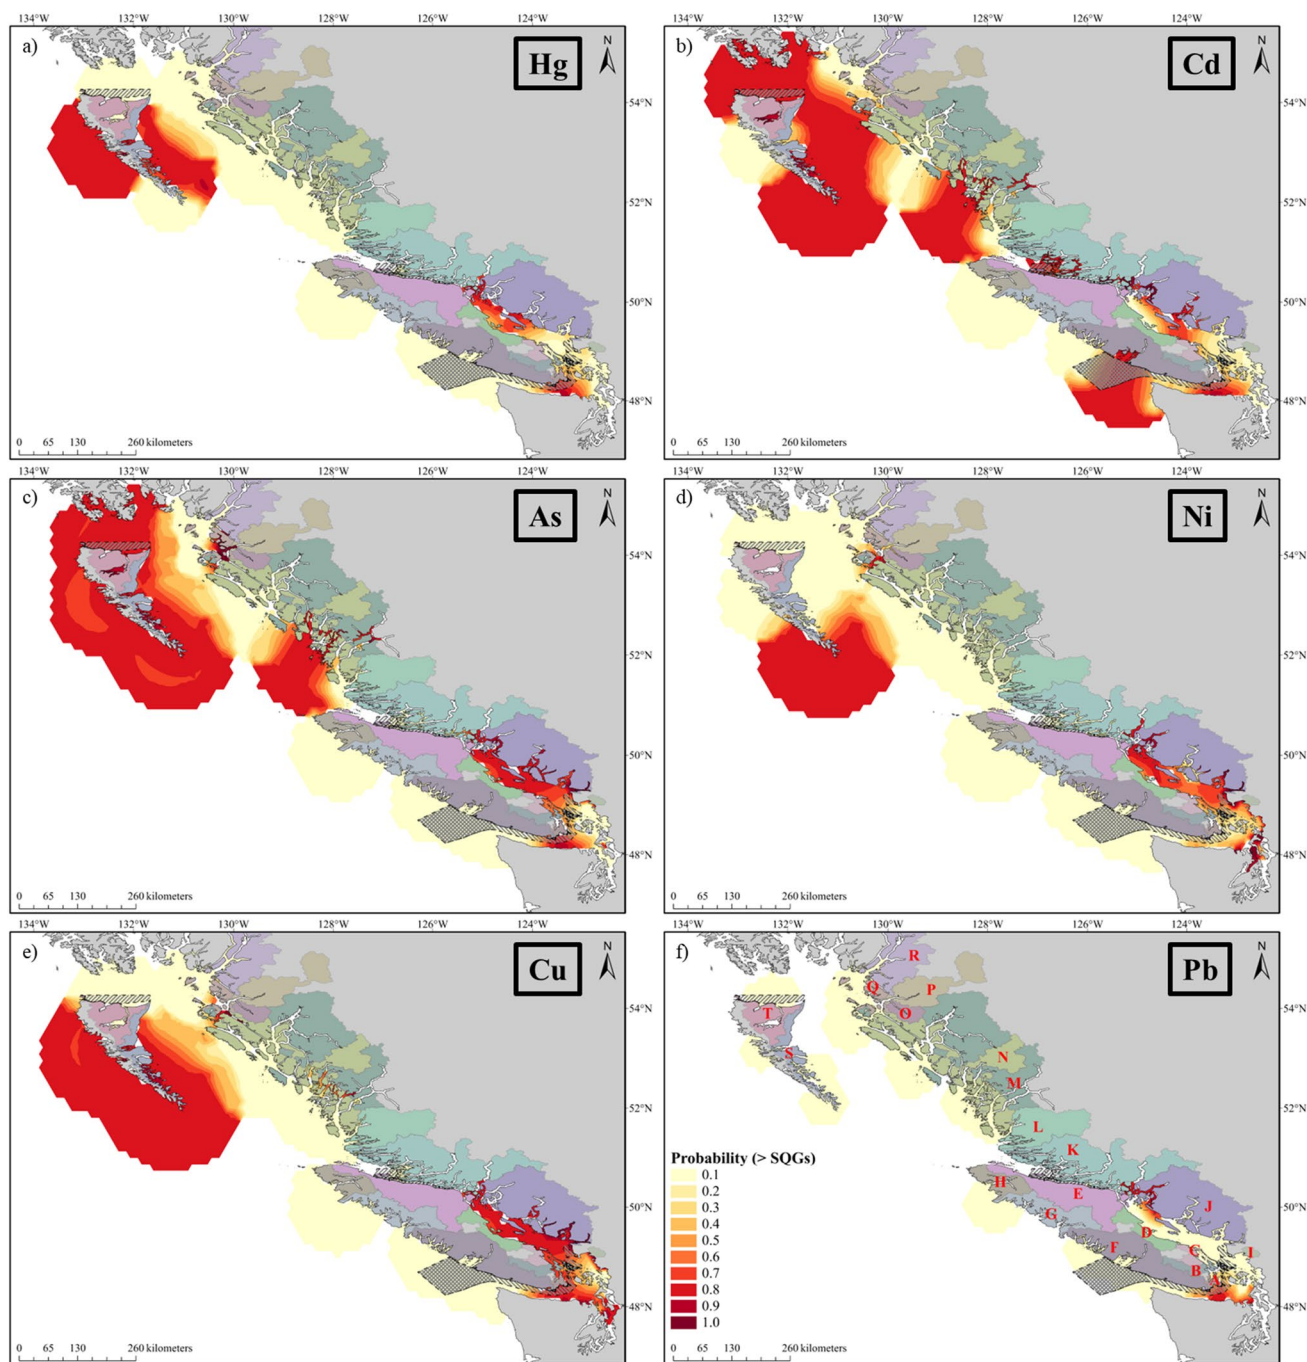 134°W 132°W 130°W 128°W 126°W 124°W
a)
Hg
N
54°N
52°N
50°N
48°N
0 65 130 260 kilometers
134°W 132°W 130°W 128°W 126°W 124°W
b)
Cd
N
54°N
52°N
50°N
48°N
0 65 130 260 kilometers
134°W 132°W 130°W 128°W 126°W 124°W
c)
As
N
54°N
52°N
50°N
48°N
0 65 130 260 kilometers
134°W 132°W 130°W 128°W 126°W 124°W
d)
Ni
N
54°N
52°N
50°N
48°N
0 65 130 260 kilometers
134°W 132°W 130°W 128°W 126°W 124°W
e)
Cu
N
54°N
52°N
50°N
48°N
0 65 130 260 kilometers
134°W 132°W 130°W 128°W 126°W 124°W
f)
Pb
N
R
Q
P
O
T
S
N
M
L
K
H
E
G
J
D
F
C
I
B
A
54°N
52°N
50°N
48°N
Probability (> SQGs)
0.1
0.2
0.3
0.4
0.5
0.6
0.7
0.8
0.9
1.0
0 65 130 260 kilometers